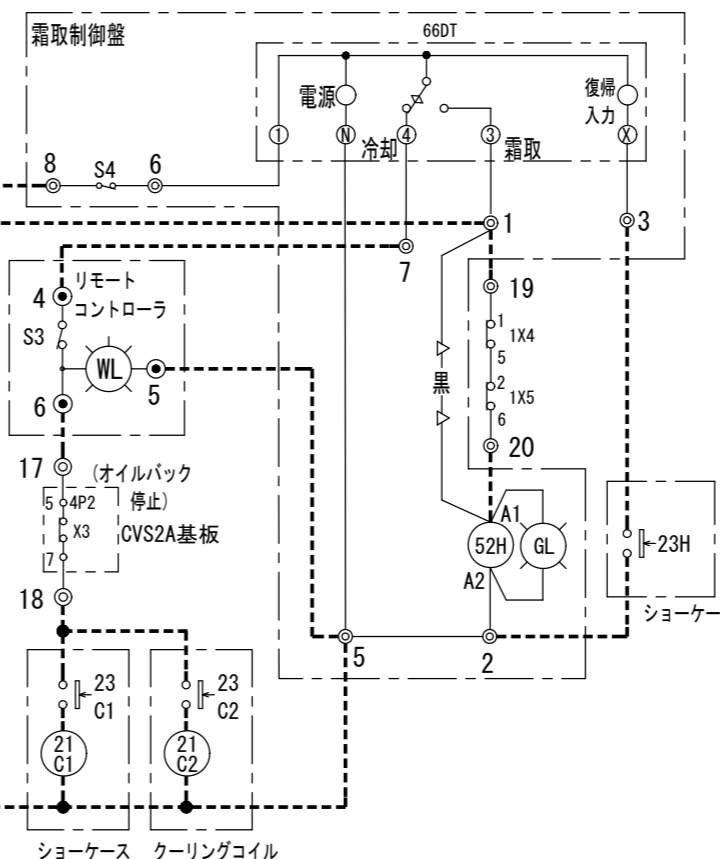 霜取制御盤
66DT
電源
復帰
入力
1
N
4
3
X
冷却
霜取
8
S4
6
1
3
7
4
リモート
コントローラ
19
S3
1
1X4
WL
5
5
黒
2
1X5
6
6
20
17
(オイルバック
停止)
5
4P2
X3
CVS2A基板
7
A1
52H
GL
23H
A2
18
ショーケー
5
2
23
C1
23
C2
21
C1
21
C2
ショーケース
クーリングコイル